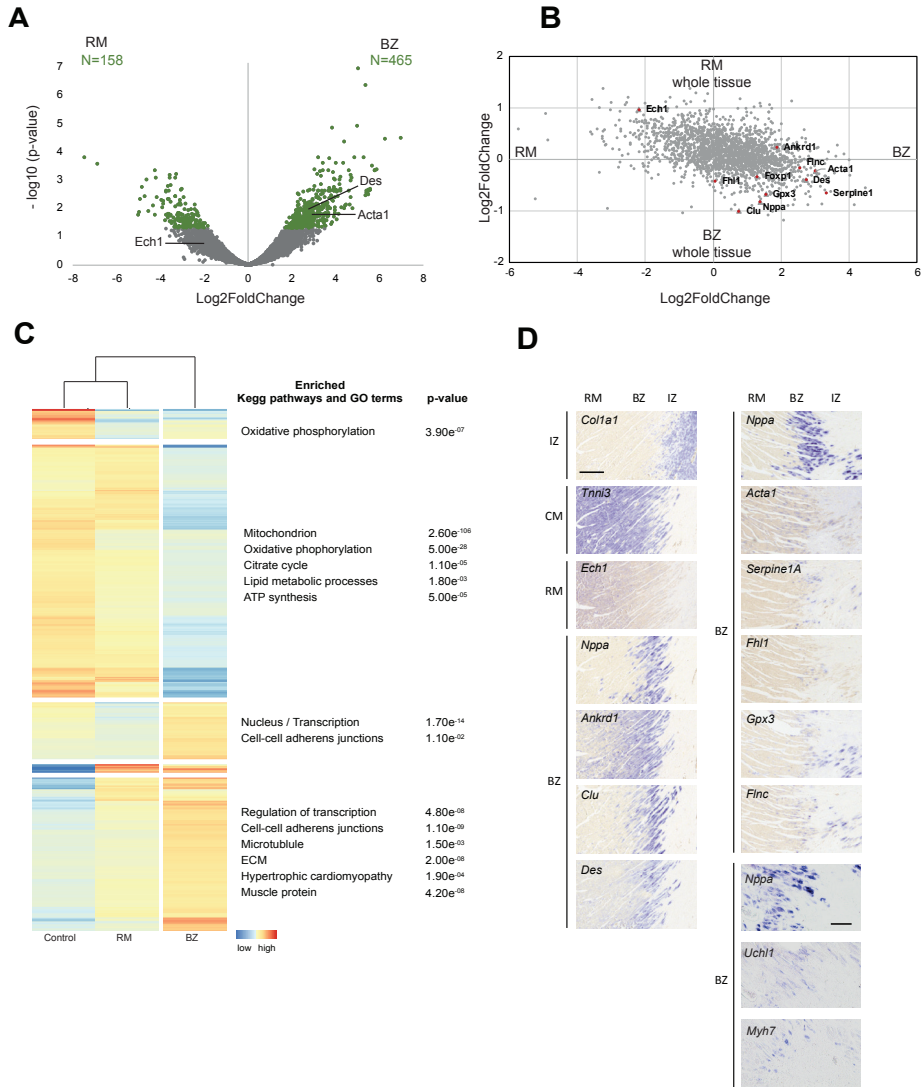 A
RM
N=158
BZ
N=465
7
6
5
4
3
2
1
0
- log10 (p-value)
Des
Acta1
Ech1
-8 -6 -4 -2 0 2 4 6 8
Log2FoldChange
B
2
1
0
-1
-2
Log2FoldChange
RM
whole tissue
RM
BZ
BZ
whole tissue
Ech1
Ankrd1
Flnc
Acta1
Foxp1
Des
Fhl1
Gpx3
Serpine1
Nppa
Clu
-6 -4 -2 0 2 4 6
Log2FoldChange
C
Enriched
Kegg pathways and GO terms p-value
Oxidative phosphorylation 3.90e-07
Mitochondrion 2.60e-106
Oxidative phophorylation 5.00e-28
Citrate cycle 1.10e-05
Lipid metabolic processes 1.80e-03
ATP synthesis 5.00e-05
Nucleus / Transcription 1.70e-14
Cell-cell adherens junctions 1.10e-02
Regulation of transcription 4.80e-08
Cell-cell adherens junctions 1.10e-09
Microtublule 1.50e-03
ECM 2.00e-08
Hypertrophic cardiomyopathy 1.90e-04
Muscle protein 4.20e-08
Control RM BZ
low high
D
RM BZ IZ
IZ
Col1a1
CM
Tnni3
RM
Ech1
BZ
Nppa
Ankrd1
Clu
Des
RM BZ IZ
BZ
Nppa
Acta1
Serpine1A
Fhl1
Gpx3
Flnc
BZ
Nppa
Uchl1
Myh7